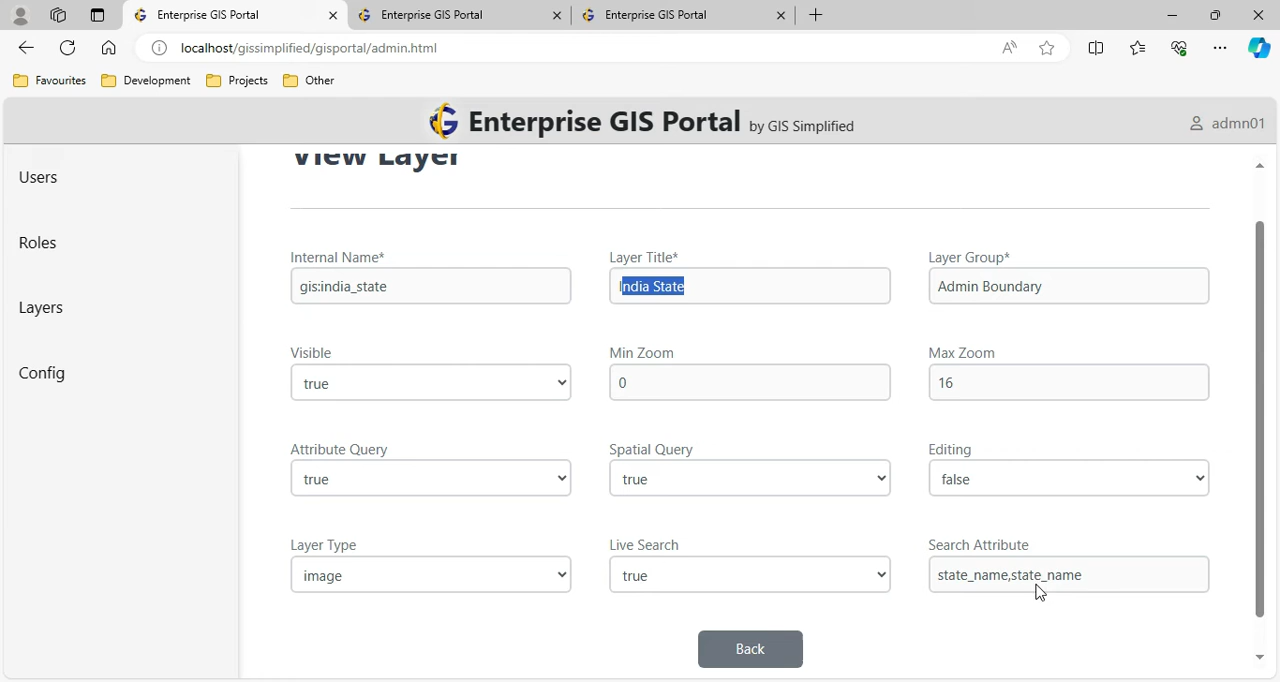 Enterprise GIS Portal
Enterprise GIS Portal
Enterprise GIS Portal
localhost/gissimplified/gisportal/admin.html
Favourites
Development
Projects
Other
Enterprise GIS Portal by GIS Simplified
admn01
Users
Roles
Layers
Config
View Layer
Internal Name*
Layer Title*
Layer Group*
gis:india_state
India State
Admin Boundary
Visible
Min Zoom
Max Zoom
true
0
16
Attribute Query
Spatial Query
Editing
true
true
false
Layer Type
Live Search
Search Attribute
image
true
state_name,state_name
Back